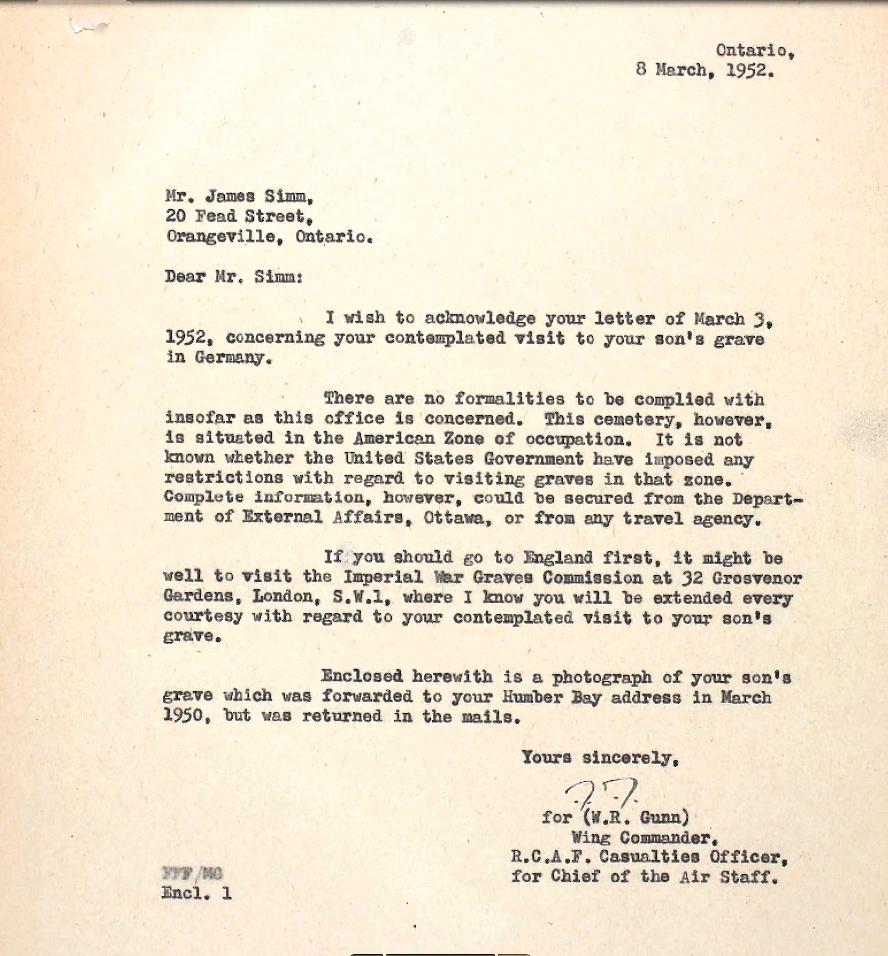 Ontario,
8 March, 1952.
Mr. James Simm,
20 Fead Street,
Orangeville, Ontario.
Dear Mr. Simm:
I wish to acknowledge your letter of March 3,
1952, concerning your contemplated visit to your son's grave
in Germany.
There are no formalities to be complied with
insofar as this office is concerned. This cemetery, however,
is situated in the American Zone of occupation. It is not
known whether the United States Government have imposed any
restrictions with regard to visiting graves in that zone.
Complete information, however, could be secured from the Depart-
ment of External Affairs, Ottawa, or from any travel agency.
If you should go to England first, it might be
well to visit the Imperial War Graves Commission at 32 Grosvenor
Gardens, London, S.W.1, where I know you will be extended every
courtesy with regard to your contemplated visit to your son's
grave.
Enclosed herewith is a photograph of your son's
grave which was forwarded to your Humber Bay address in March
1950, but was returned in the mails.
Yours sincerely,
for (W.R. Gunn)
Wing Commander,
R.C.A.F. Casualties Officer,
for Chief of the Air Staff.
Encl. 1